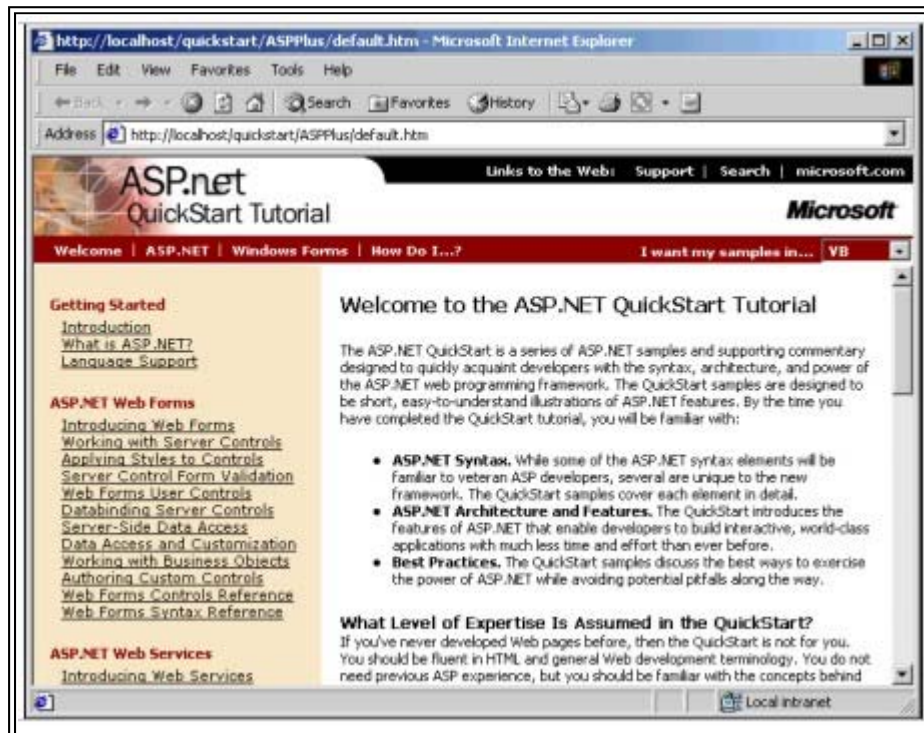 http://localhost/quickstart/ASPPlus/default.htm - Microsoft Internet Explorer
File Edit View Favorites Tools Help
Back Search Favorites History
Address http://localhost/quickstart/ASPPlus/default.htm
ASP.net
QuickStart Tutorial
Links to the Web: Support | Search | microsoft.com
Microsoft
Welcome | ASP.NET | Windows Forms | How Do I...? I want my samples in... VB
Getting Started
Introduction
What is ASP.NET?
Language Support
ASP.NET Web Forms
Introducing Web Forms
Working with Server Controls
Applying Styles to Controls
Server Control Form Validation
Web Forms User Controls
Databinding Server Controls
Server-Side Data Access
Data Access and Customization
Working with Business Objects
Authoring Custom Controls
Web Forms Controls Reference
Web Forms Syntax Reference
ASP.NET Web Services
Introducing Web Services
Welcome to the ASP.NET QuickStart Tutorial
The ASP.NET QuickStart is a series of ASP.NET samples and supporting commentary
designed to quickly acquaint developers with the syntax, architecture, and power of
the ASP.NET web programming framework. The QuickStart samples are designed to
be short, easy-to-understand illustrations of ASP.NET features. By the time you
have completed the QuickStart tutorial, you will be familiar with:
• ASP.NET Syntax. While some of the ASP.NET syntax elements will be
familiar to veteran ASP developers, several are unique to the new
framework. The QuickStart samples cover each element in detail.
• ASP.NET Architecture and Features. The QuickStart introduces the
features of ASP.NET that enable developers to build interactive, world-class
applications with much less time and effort than ever before.
• Best Practices. The QuickStart samples discuss the best ways to exercise
the power of ASP.NET while avoiding potential pitfalls along the way.
What Level of Expertise Is Assumed in the QuickStart?
If you've never developed Web pages before, then the QuickStart is not for you.
You should be fluent in HTML and general Web development terminology. You do not
need previous ASP experience, but you should be familiar with the concepts behind
Local intranet